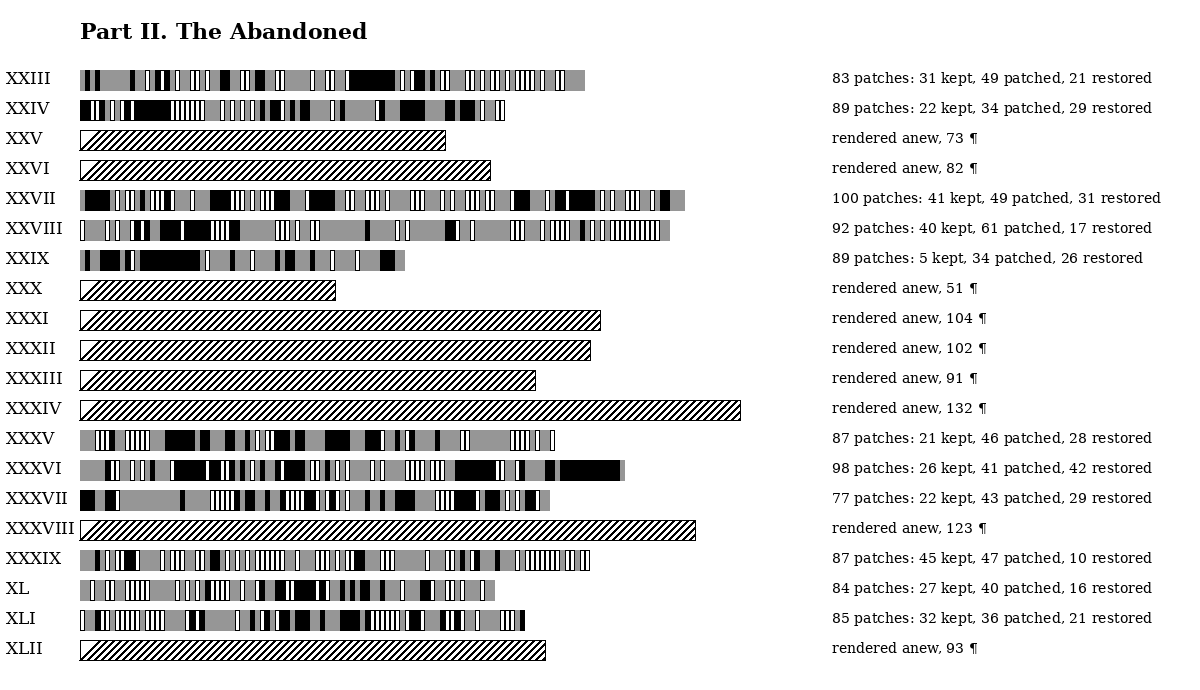 Part II. The Abandoned
XXIII 83 patches: 31 kept, 49 patched, 21 restored
XXIV 89 patches: 22 kept, 34 patched, 29 restored
XXV rendered anew, 73 ¶
XXVI rendered anew, 82 ¶
XXVII 100 patches: 41 kept, 49 patched, 31 restored
XXVIII 92 patches: 40 kept, 61 patched, 17 restored
XXIX 89 patches: 5 kept, 34 patched, 26 restored
XXX rendered anew, 51 ¶
XXXI rendered anew, 104 ¶
XXXII rendered anew, 102 ¶
XXXIII rendered anew, 91 ¶
XXXIV rendered anew, 132 ¶
XXXV 87 patches: 21 kept, 46 patched, 28 restored
XXXVI 98 patches: 26 kept, 41 patched, 42 restored
XXXVII 77 patches: 22 kept, 43 patched, 29 restored
XXXVIII rendered anew, 123 ¶
XXXIX 87 patches: 45 kept, 47 patched, 10 restored
XL 84 patches: 27 kept, 40 patched, 16 restored
XLI 85 patches: 32 kept, 36 patched, 21 restored
XLII rendered anew, 93 ¶